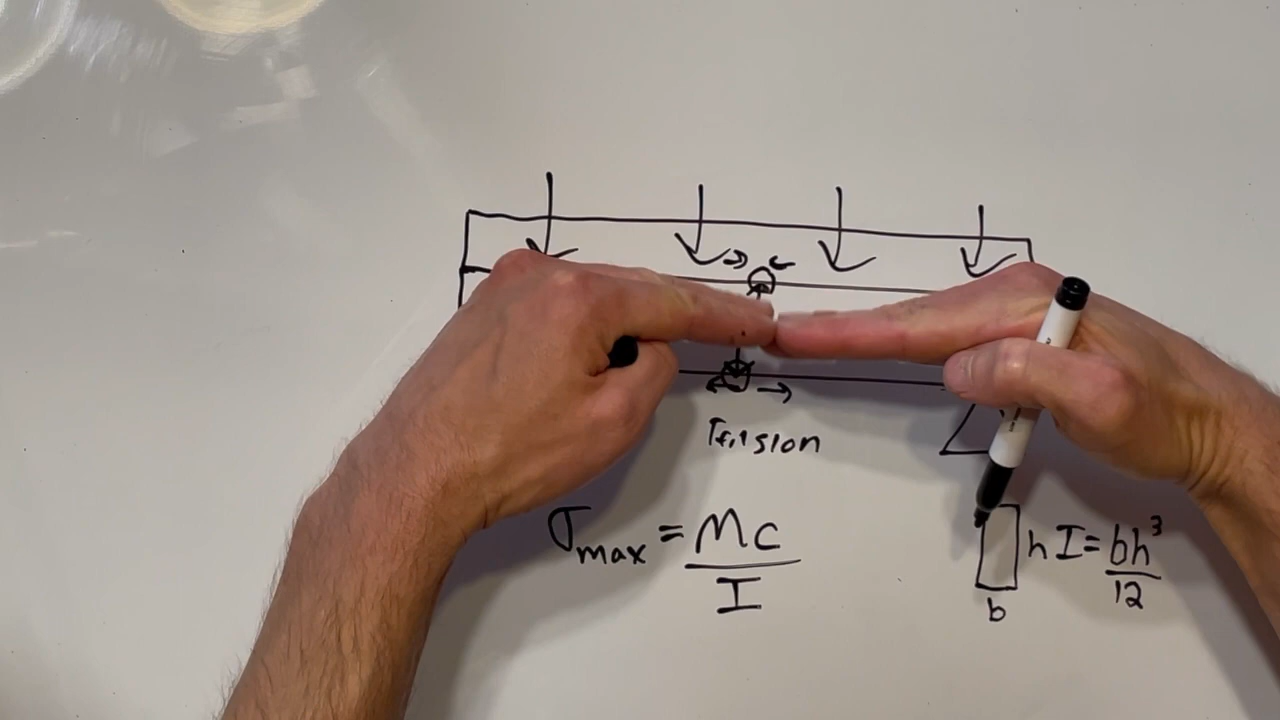 Tension
σmax = Mc/I
h I = bh³/12
b